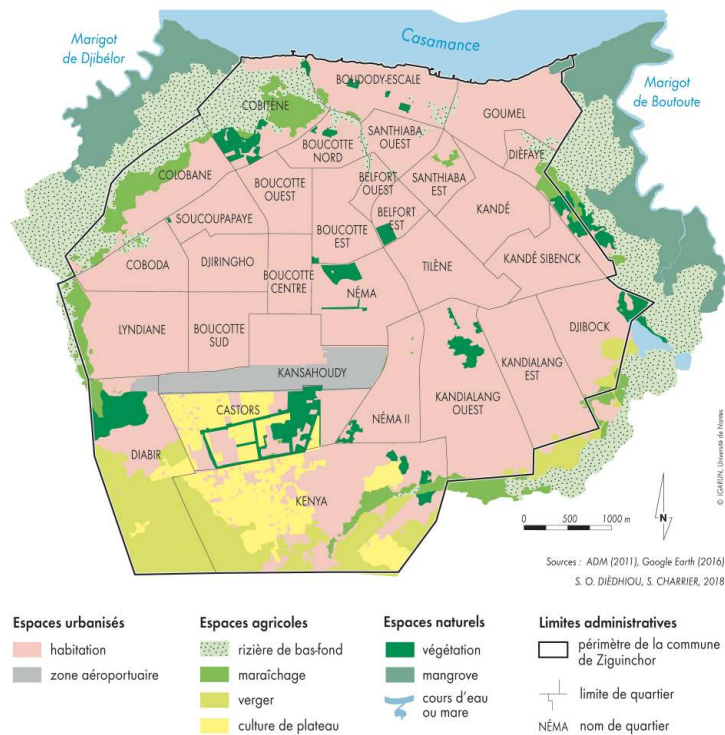 Casamance
Marigot
de Djibélor
Marigot
de Boutoute
BOUDODY-ESCALE
COBITÈNE
GOUMEL
SANTHIABA
OUEST
BOUCOTTE
NORD
DIÈFAYE
COLOBANE
BOUCOTTE
OUEST
BELFORT
OUEST
SANTHIABA
EST
SOUCOUPAPAYE
BELFORT
EST
KANDÉ
BOUCOTTE
EST
COBODA
DJIRINGHO
BOUCOTTE
CENTRE
NÉMA
TILÈNE
KANDÉ SIBENCK
LYNDIANE
BOUCOTTE
SUD
DJIBOCK
KANSAHOUDY
KANDIALANG
EST
KANDIALANG
OUEST
CASTORS
NÉMA II
DIABIR
KENYA
© IGARUN, Université de Nantes
0 500 1000 m
N
Sources : ADM (2011), Google Earth (2016)
S. O. DIÈDHIOU, S. CHARRIER, 2018
Espaces urbanisés
habitation
zone aéroportuaire
Espaces agricoles
rizière de bas-fond
maraîchage
verger
culture de plateau
Espaces naturels
végétation
mangrove
cours d'eau
ou mare
Limites administratives
périmètre de la commune
de Ziguinchor
limite de quartier
NÉMA nom de quartier